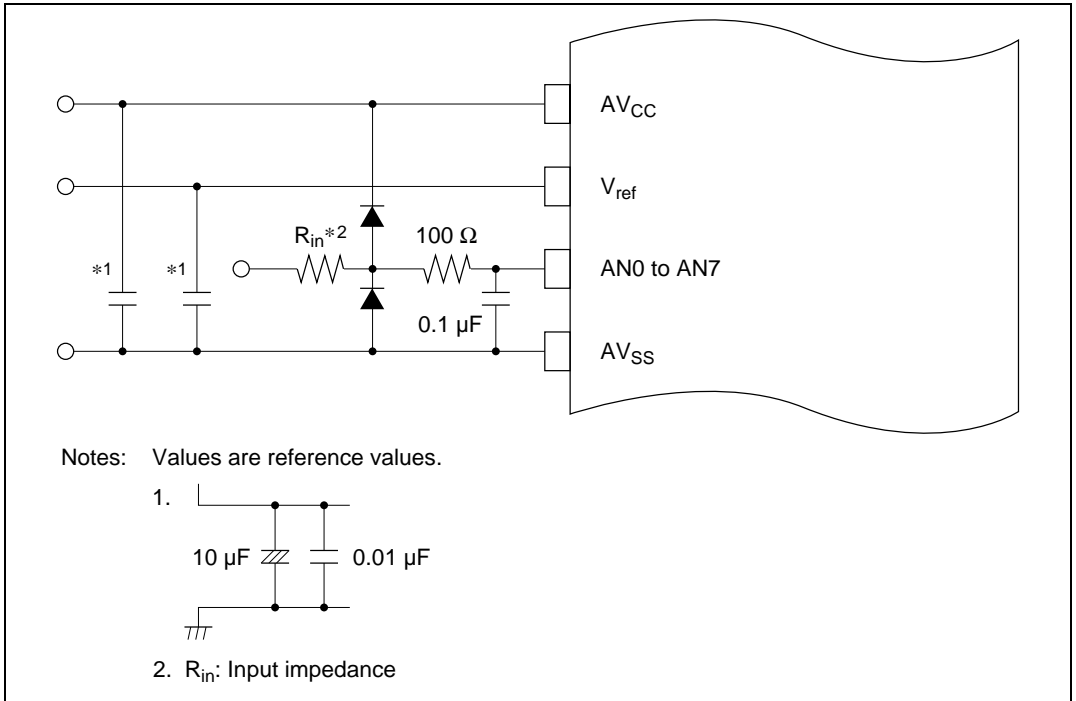 AVCC
Vref
Rin*2
100 Ω
*1
*1
AN0 to AN7
0.1 µF
AVSS
Notes: Values are reference values.
1.
10 µF
0.01 µF
2. Rin: Input impedance